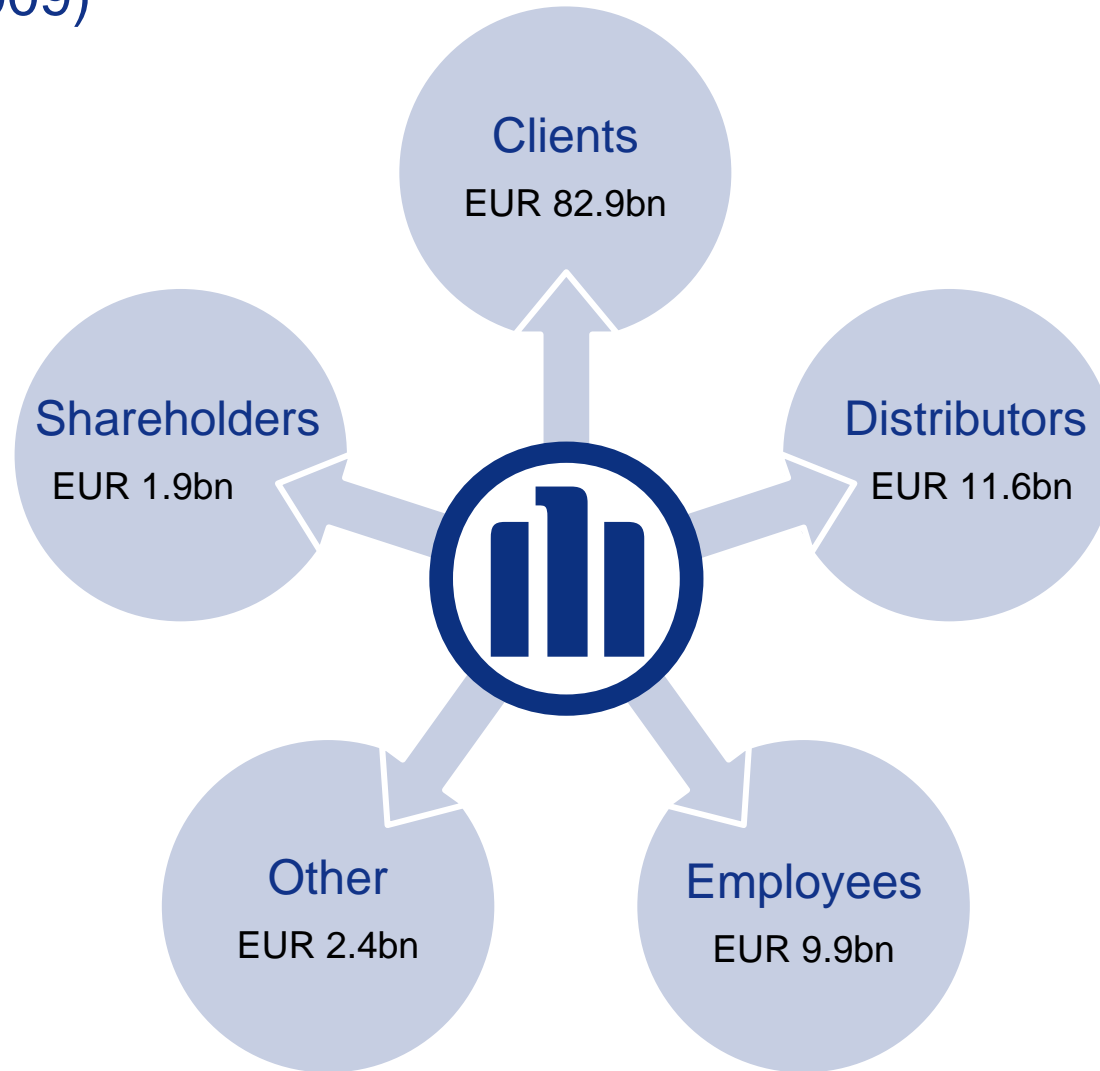 009)
Clients
EUR 82.9bn
Shareholders
EUR 1.9bn
Distributors
EUR 11.6bn
Other
EUR 2.4bn
Employees
EUR 9.9bn